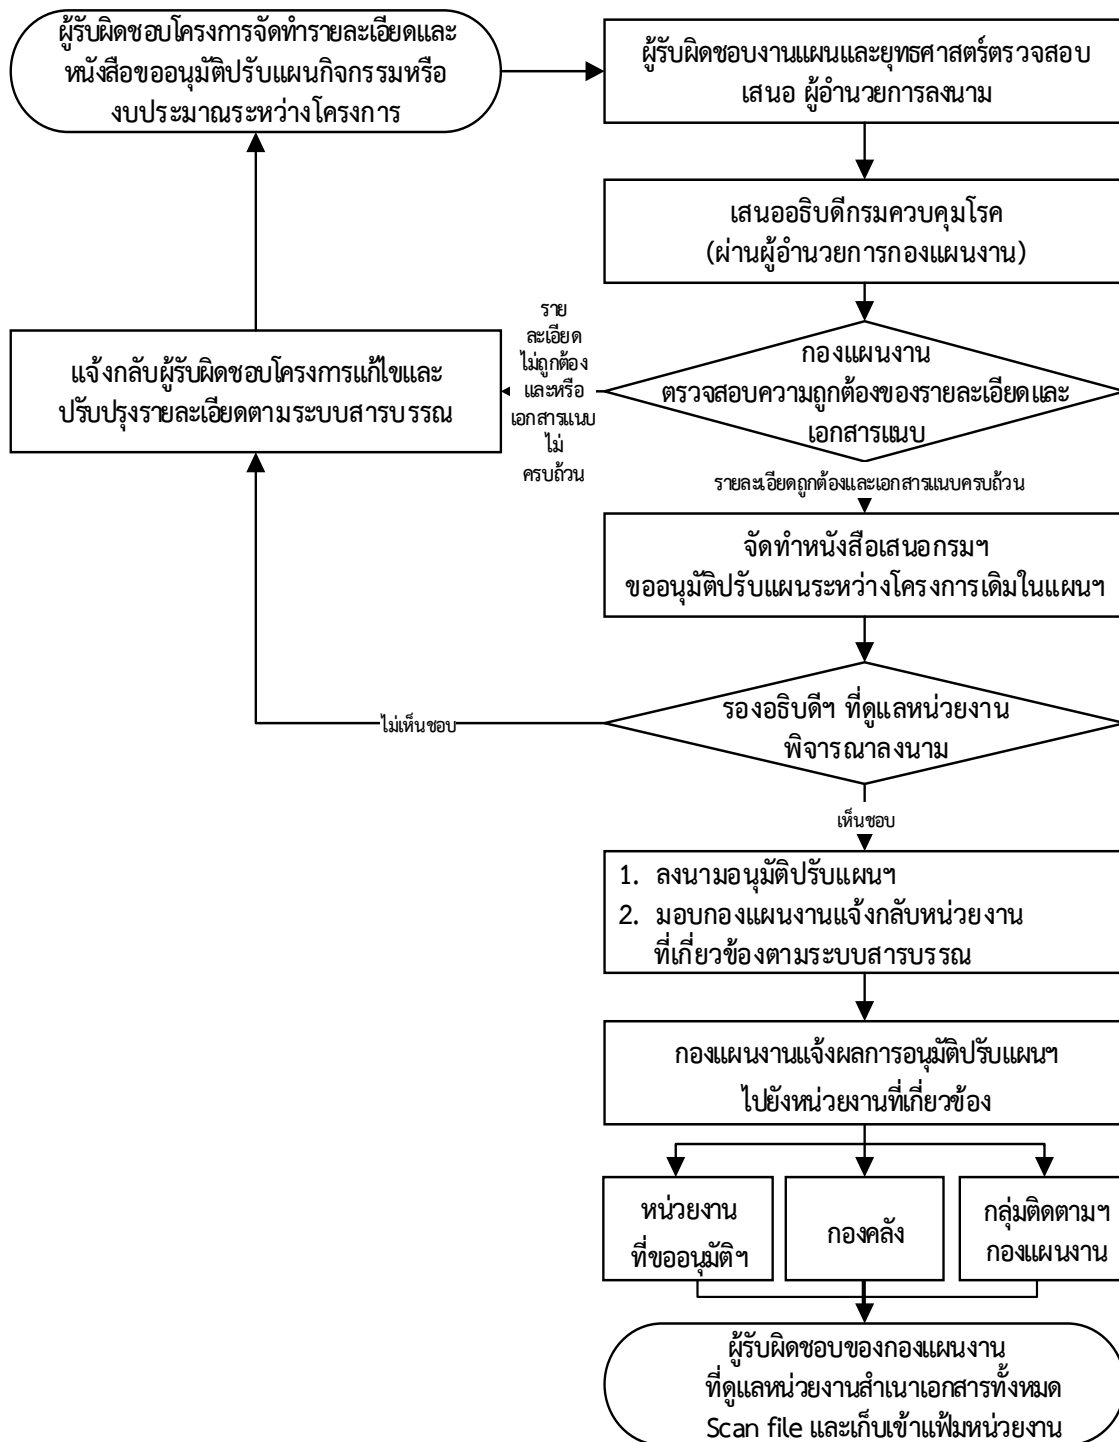 ผู้รับผิดชอบโครงการจัดทำรายละเอียดและ
หนังสือขออนุมัติปรับแผนกิจกรรมหรือ
งบประมาณระหว่างโครงการ
ผู้รับผิดชอบงานแผนและยุทธศาสตร์ตรวจสอบ
เสนอ ผู้อำนวยการลงนาม
เสนออธิบดีกรมควบคุมโรค
(ผ่านผู้อำนวยการกองแผนงาน)
กองแผนงาน
ตรวจสอบความถูกต้องของรายละเอียดและ
เอกสารแนบ
ราย
ละเอียด
ไม่ถูกต้อง
และหรือ
เอกสารแนบ
ไม่
ครบถ้วน
แจ้งกลับผู้รับผิดชอบโครงการแก้ไขและ
ปรับปรุงรายละเอียดตามระบบสารบรรณ
รายละเอียดถูกต้องและเอกสารแนบครบถ้วน
จัดทำหนังสือเสนอกรมฯ
ขออนุมัติปรับแผนระหว่างโครงการเดิมในแผนฯ
รองอธิบดีฯ ที่ดูแลหน่วยงาน
พิจารณาลงนาม
ไม่เห็นชอบ
เห็นชอบ
1. ลงนามอนุมัติปรับแผนฯ
2. มอบกองแผนงานแจ้งกลับหน่วยงาน
ที่เกี่ยวข้องตามระบบสารบรรณ
กองแผนงานแจ้งผลการอนุมัติปรับแผนฯ
ไปยังหน่วยงานที่เกี่ยวข้อง
หน่วยงาน
ที่ขออนุมัติฯ
กองคลัง
กลุ่มติดตามฯ
กองแผนงาน
ผู้รับผิดชอบของกองแผนงาน
ที่ดูแลหน่วยงานสำเนาเอกสารทั้งหมด
Scan file และเก็บเข้าแฟ้มหน่วยงาน